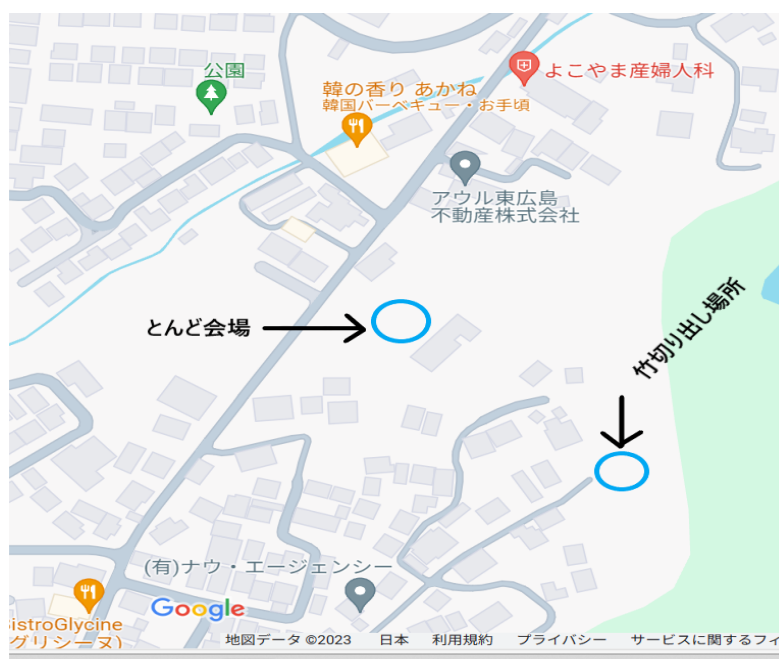 よこやま産婦人科
公園
韓の香り あかね
韓国バーベキュー・お手頃
アウル東広島
不動産株式会社
竹切り出し場所
とんど会場
(有)ナウ・エージェンシー
Google
istroGlycine
グリシーヌ)
地図データ ©2023 日本 利用規約 プライバシー サービスに関するフィ